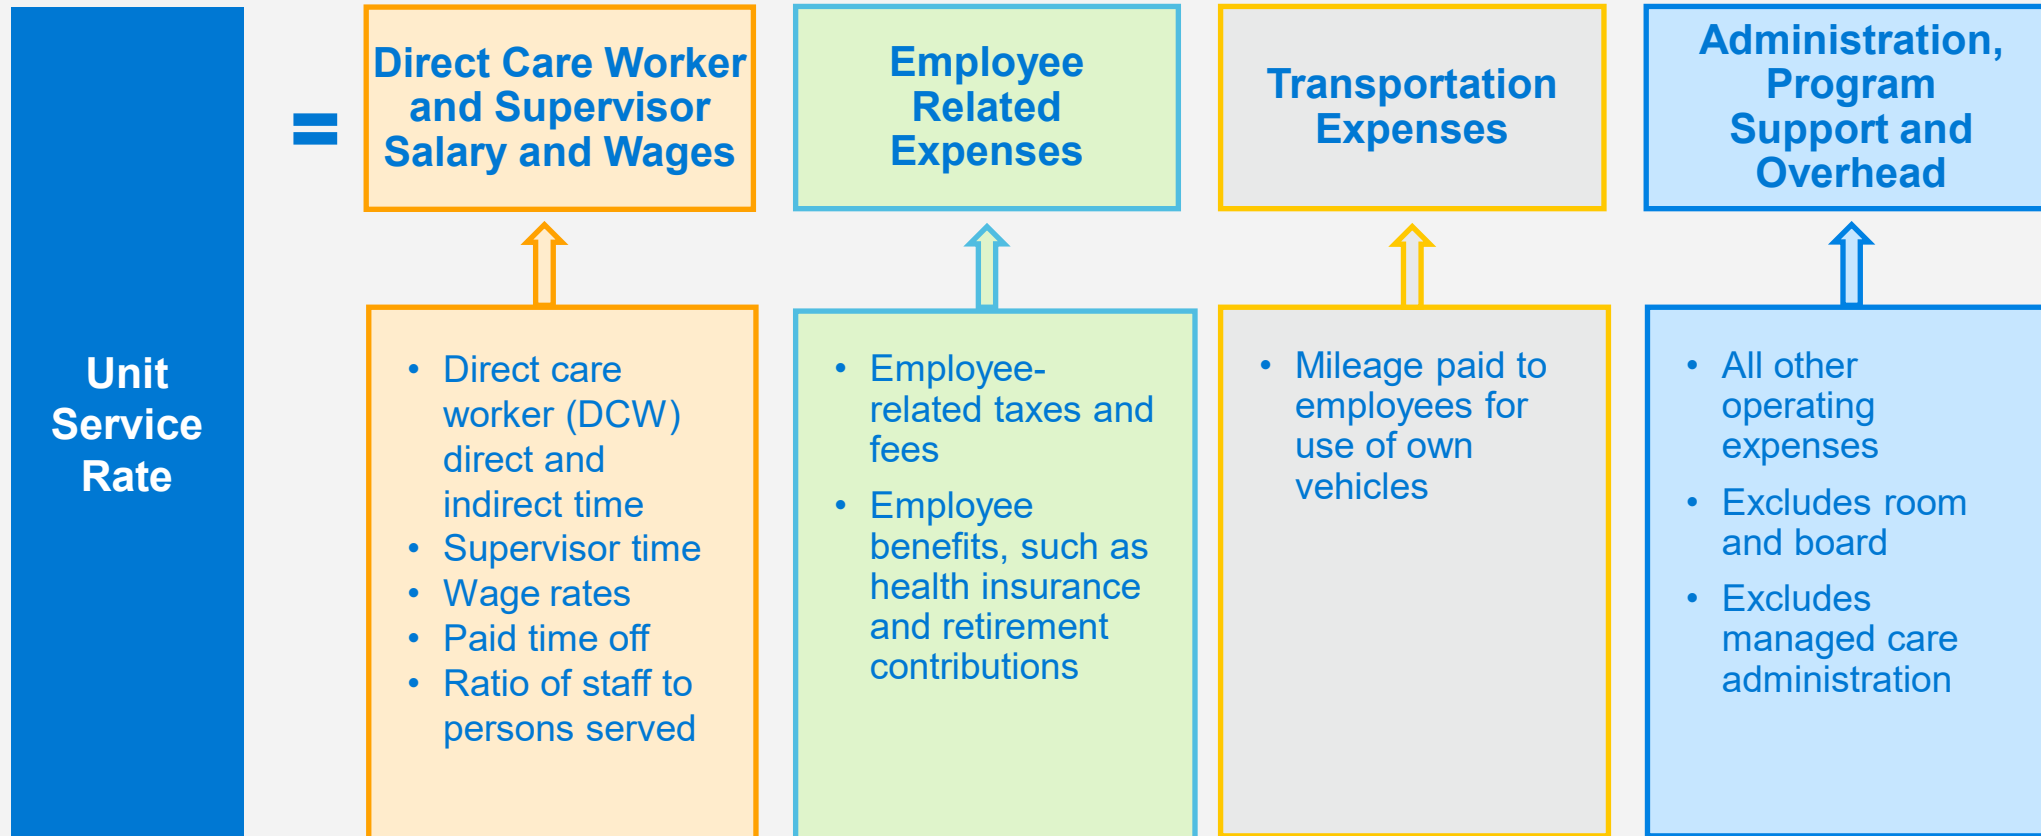 Unit
Service
Rate
=
Direct Care Worker
and Supervisor
Salary and Wages
Employee
Related
Expenses
Transportation
Expenses
Administration,
Program
Support and
Overhead
• Direct care
worker (DCW)
direct and
indirect time
• Supervisor time
• Wage rates
• Paid time off
• Ratio of staff to
persons served
• Employee-
related taxes and
fees
• Employee
benefits, such as
health insurance
and retirement
contributions
• Mileage paid to
employees for
use of own
vehicles
• All other
operating
expenses
• Excludes room
and board
• Excludes
managed care
administration